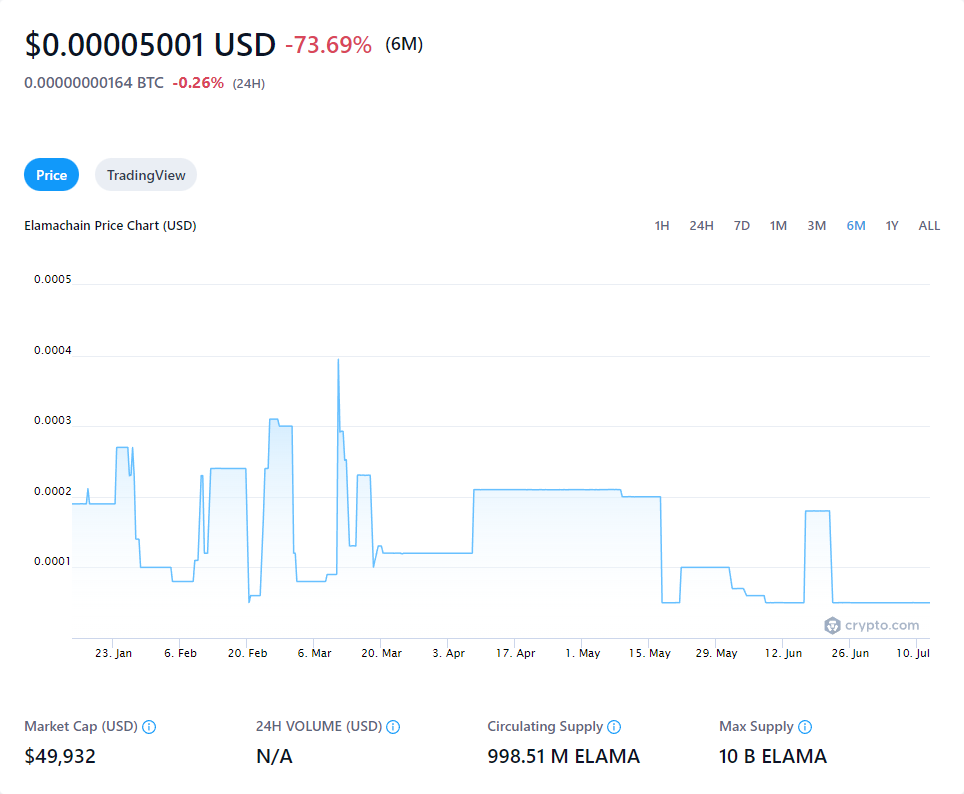 $0.00005001 USD -73.69% (6M)
0.00000000164 BTC -0.26% (24H)
Price TradingView
Elamachain Price Chart (USD) 1H 24H 7D 1M 3M 6M 1Y ALL
0.0005
0.0004
0.0003
0.0002
0.0001
crypto.com
23. Jan 6. Feb 20. Feb 6. Mar 20. Mar 3. Apr 17. Apr 1. May 15. May 29. May 12. Jun 26. Jun 10. Jul
Market Cap (USD) 24H VOLUME (USD) Circulating Supply Max Supply
$49,932 N/A 998.51 M ELAMA 10 B ELAMA